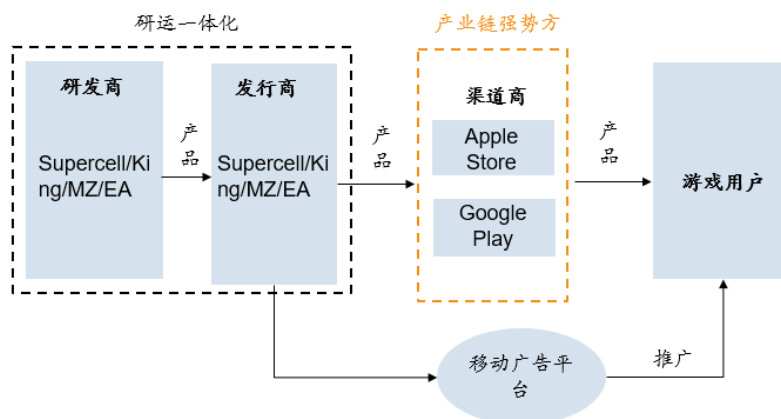 研运一体化
产业链强势方
研发商
发行商
渠道商
Supercell/Ki
ng/MZ/EA
产
品
Supercell/Ki
ng/MZ/EA
产
品
Apple
Store
Google
Play
产
品
游戏用户
移动广告平
台
推广